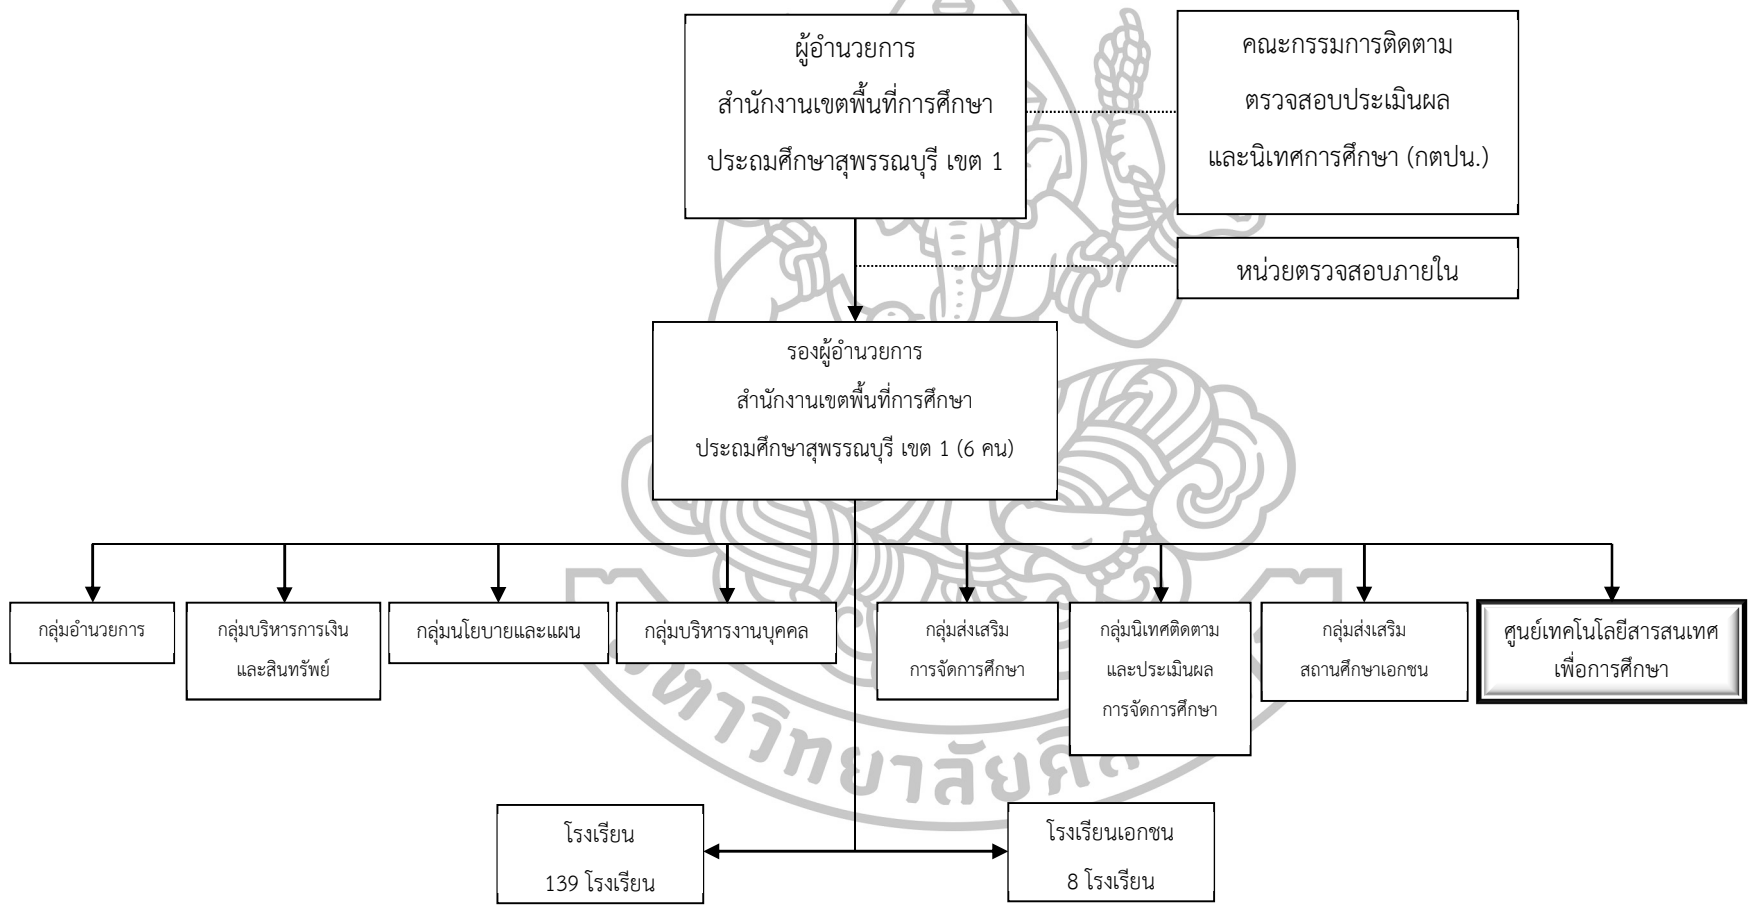 ผู้อำนวยการ
สำนักงานเขตพื้นที่การศึกษา
ประถมศึกษาสุพรรณบุรี เขต 1
คณะกรรมการติดตาม
ตรวจสอบประเมินผล
และนิเทศการศึกษา (กตปน.)
หน่วยตรวจสอบภายใน
รองผู้อำนวยการ
สำนักงานเขตพื้นที่การศึกษา
ประถมศึกษาสุพรรณบุรี เขต 1 (6 คน)
กลุ่มอำนวยการ
กลุ่มบริหารการเงิน
และสินทรัพย์
กลุ่มนโยบายและแผน
กลุ่มบริหารงานบุคคล
กลุ่มส่งเสริม
การจัดการศึกษา
กลุ่มนิเทศติดตาม
และประเมินผล
การจัดการศึกษา
กลุ่มส่งเสริม
สถานศึกษาเอกชน
ศูนย์เทคโนโลยีสารสนเทศ
เพื่อการศึกษา
โรงเรียน
139 โรงเรียน
โรงเรียนเอกชน
8 โรงเรียน